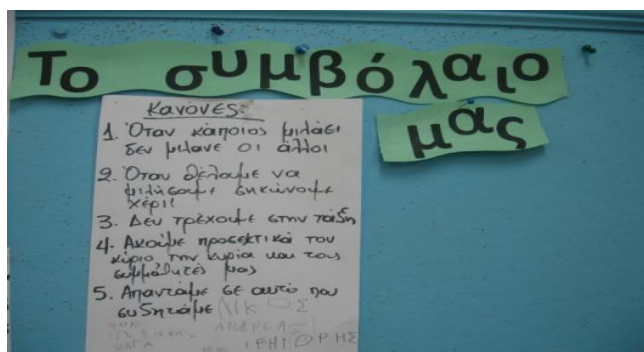 Το συμβόλαιο
μας
Κανόνες:
1. Όταν κάποιος μιλάει
δεν μιλανε οι άλλοι
2. Όταν θέλουμε να
μιλήσουμε σηκώνουμε
χέρι!
3. Δεν τρέχουμε στην τάξη
4. Ακούμε προσεκτικά τον
κύριο την κυρία και τους
συμμαθητές μας
5. Απαντάμε σε αυτό που
συζητάμε ΝΙΚΟΣ
ΑΝΔΡΕΑΣ
ΓΡΗΓΟΡΗΣ